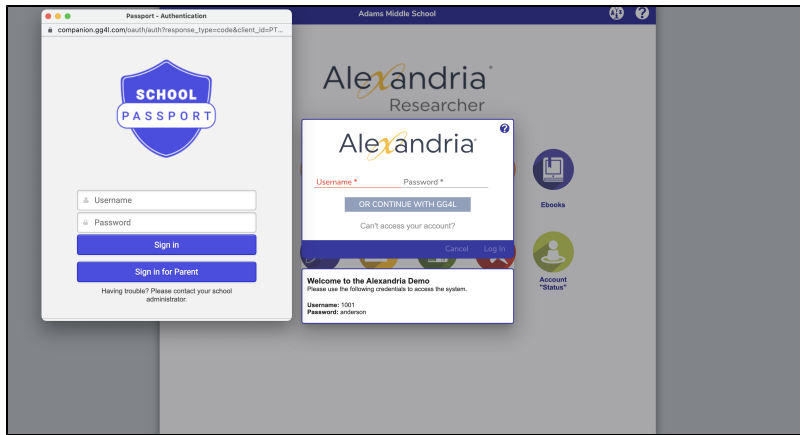 Passport - Authentication
companion.gg4l.com/oauth/auth?response_type=code&client_id=PT...
SCHOOL
PASSPORT
Username
Password
Sign in
Sign in for Parent
Having trouble? Please contact your school
administrator.
Adams Middle School
Alexandria
Researcher
Alexandria
Username * Password *
OR CONTINUE WITH GG4L
Can't access your account?
Cancel Log In
Welcome to the Alexandria Demo
Please use the following credentials to access the system.
Username: 1001
Password: anderson
Ebooks
Account
"Status"